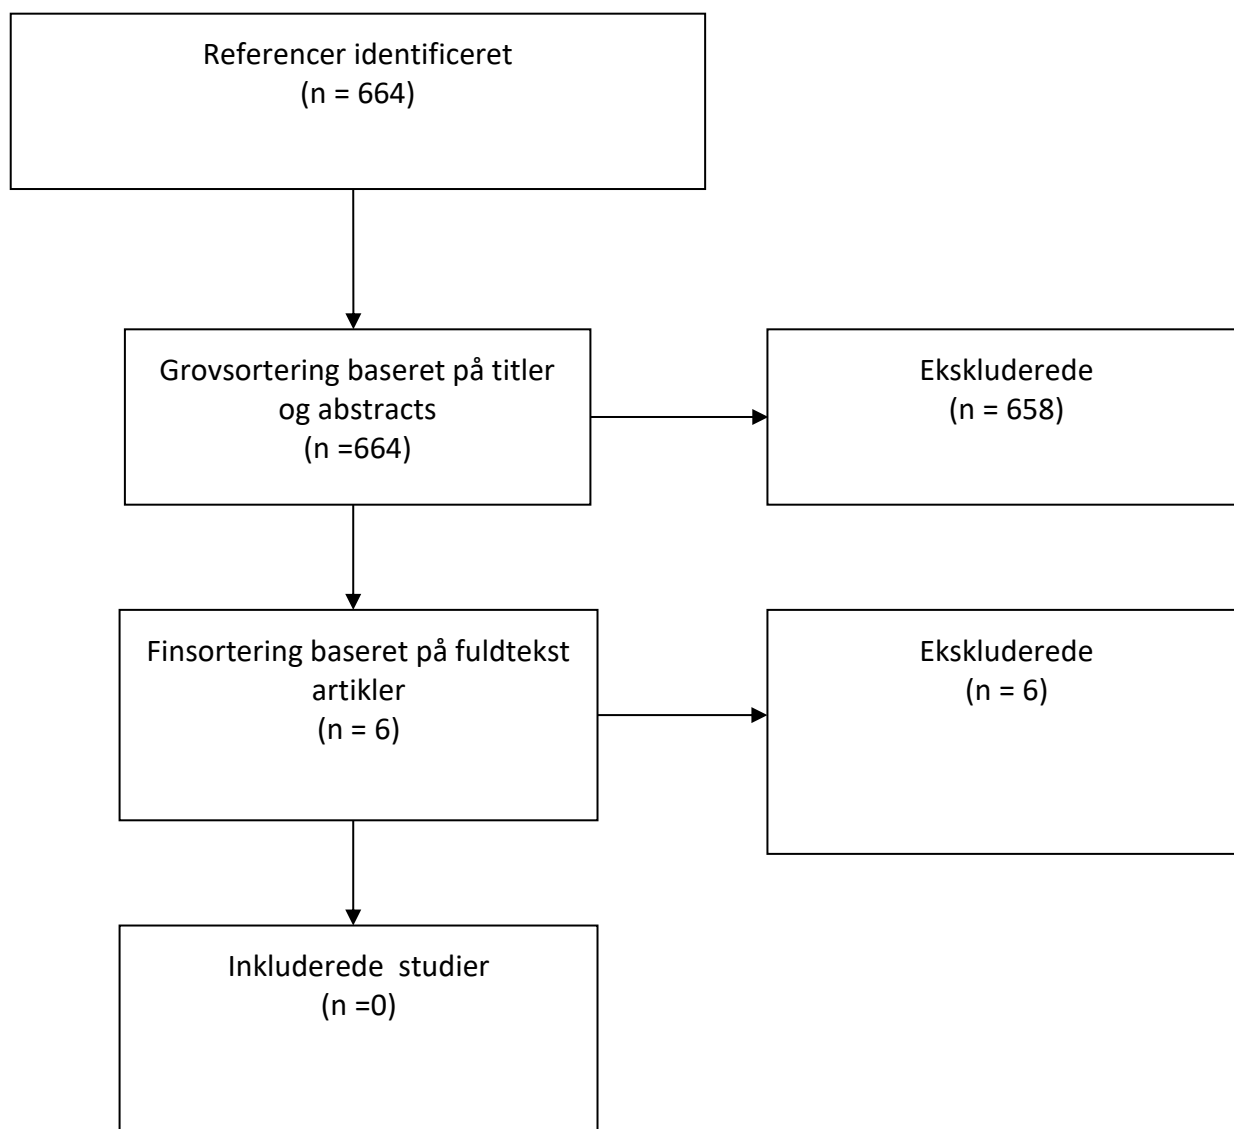 Referencer identificeret
(n = 664)
Grovsortering baseret på titler
og abstracts
(n =664)
Ekskluderede
(n = 658)
Finsortering baseret på fuldtekst
artikler
(n = 6)
Ekskluderede
(n = 6)
Inkluderede  studier
(n =0)